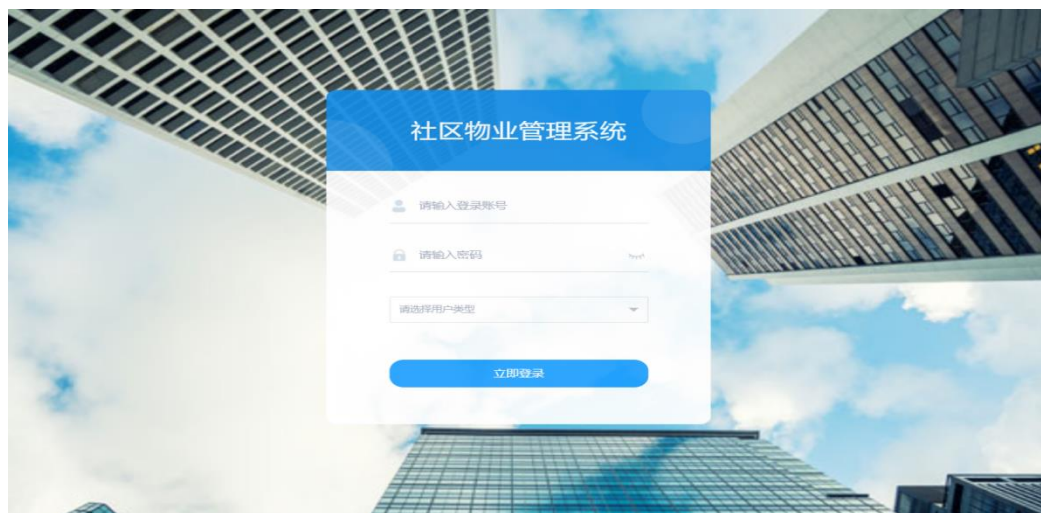 社区物业管理系统
请输入登录账号
请输入密码
请选择用户类型
立即登录